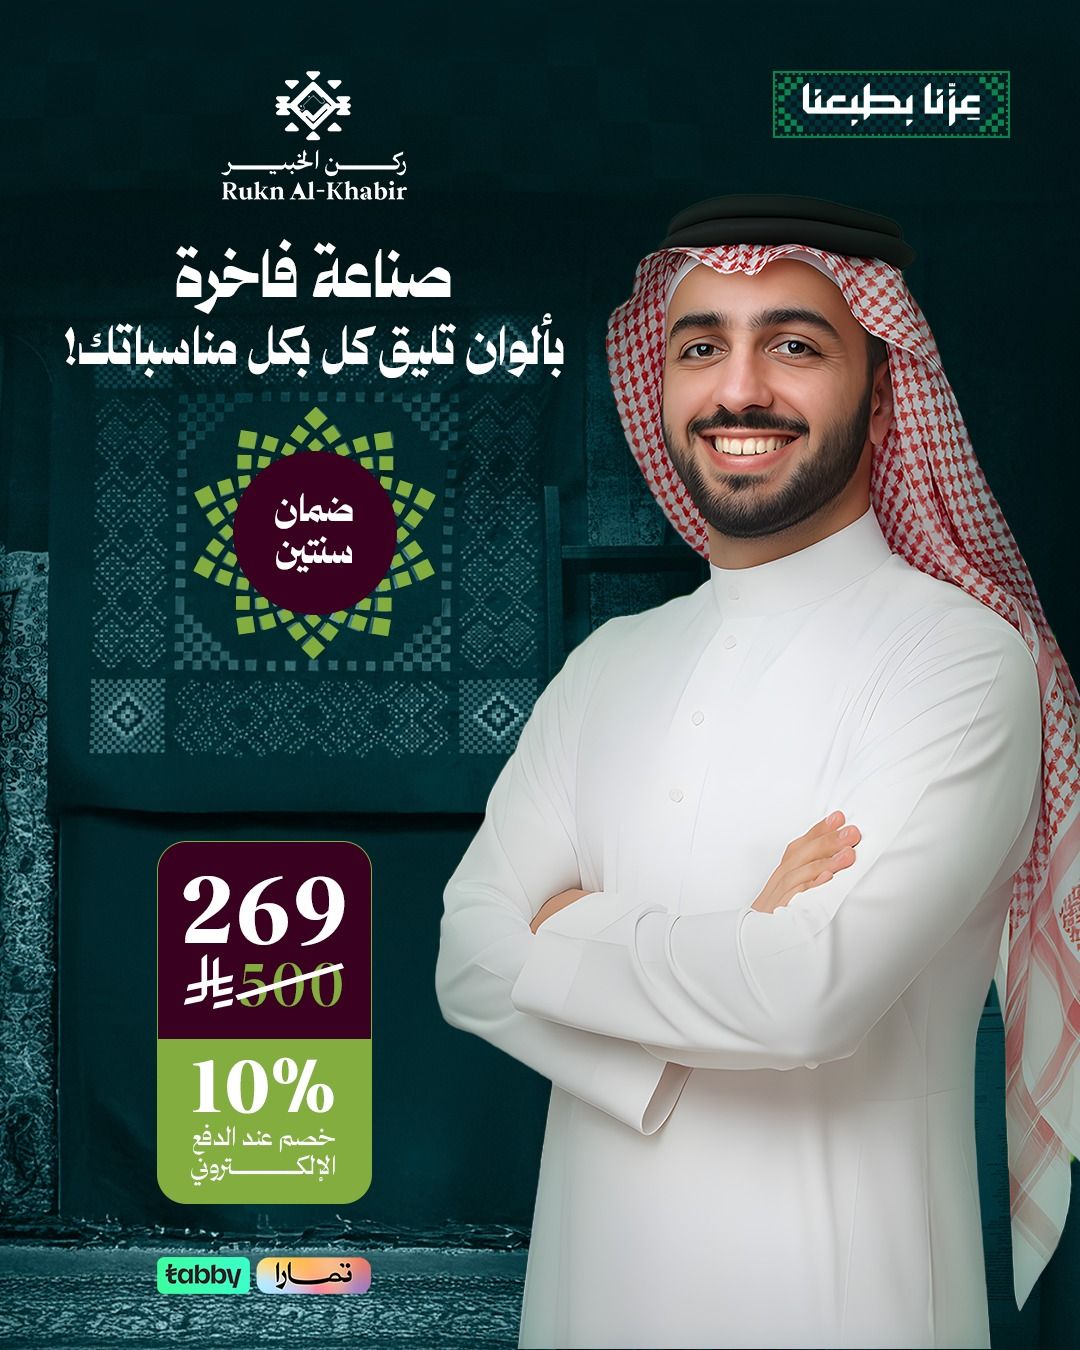 عِزّنا بطبعنا
ركن الخبير
Rukn Al-Khabir
صناعة فاخرة
بألوان تليق كل بكل مناسباتك!
ضمان
سنتين
269
500
10%
خصم عند الدفع
الإلكتروني
tabby تمارا